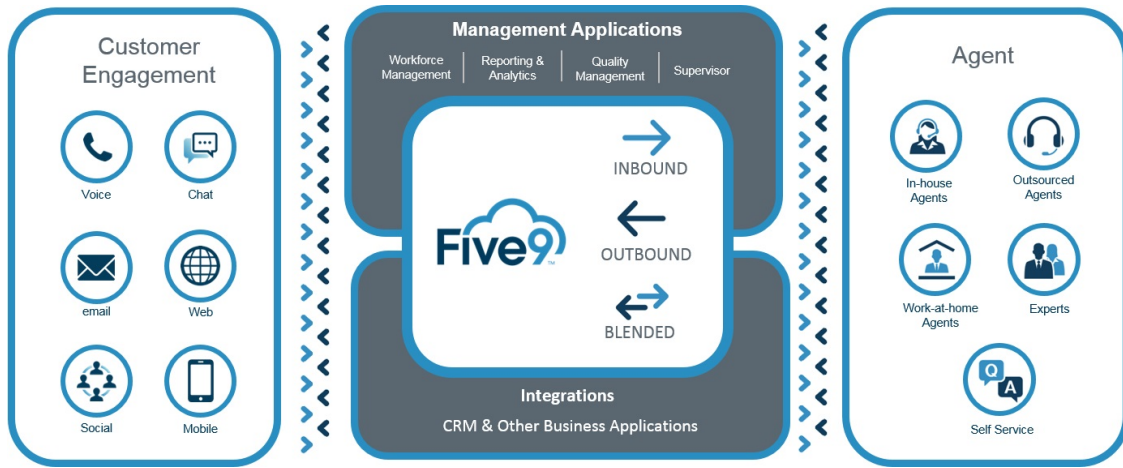 Customer
Engagement
Voice
Chat
email
Web
Social
Mobile
Management Applications
Workforce
Management
Reporting &
Analytics
Quality
Management
Supervisor
Five9™
INBOUND
OUTBOUND
BLENDED
Integrations
CRM & Other Business Applications
Agent
In-house
Agents
Outsourced
Agents
Work-at-home
Agents
Experts
Q
A
Self Service